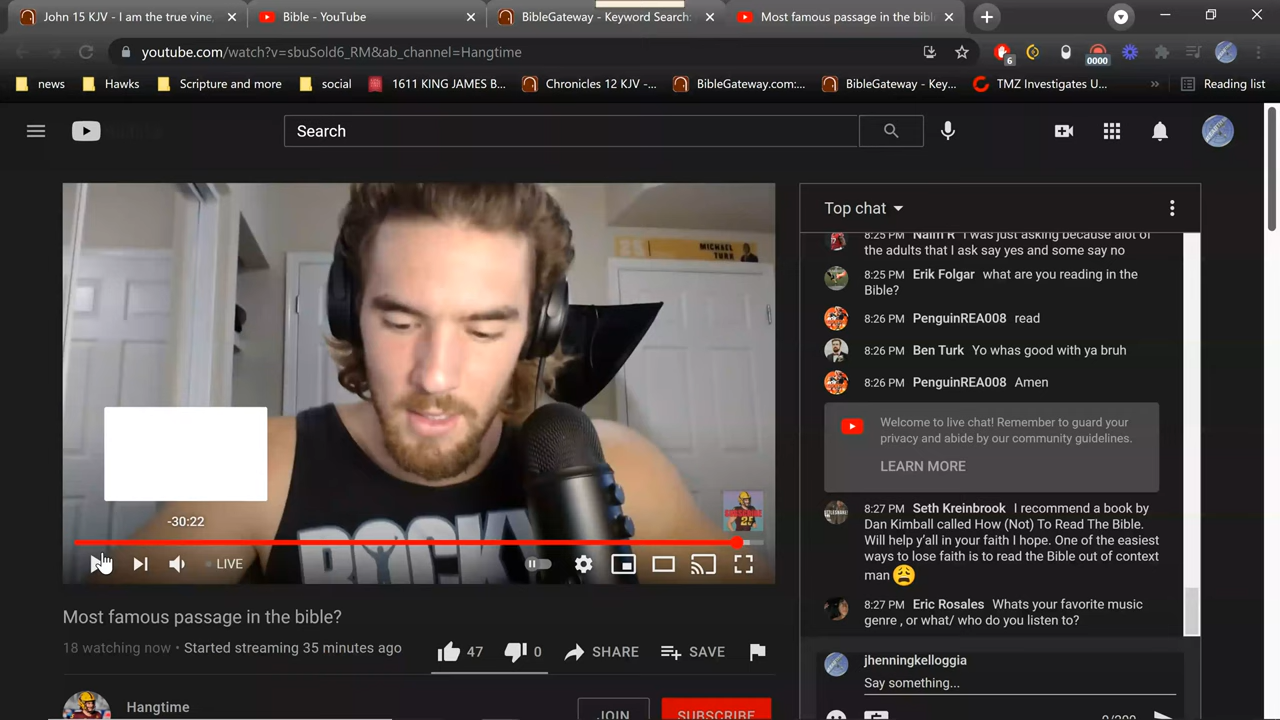 John 15 KJV - I am the true vine,
Bible - YouTube
BibleGateway - Keyword Search:
Most famous passage in the bibl
youtube.com/watch?v=sbuSold6_RM&ab_channel=Hangtime
6
0000
news
Hawks
Scripture and more
social
1611 KING JAMES B...
Chronicles 12 KJV -...
BibleGateway.com:...
BibleGateway - Key...
TMZ Investigates U...
»
Reading list
Search
MICHAEL
TURK
25
ROCKY
-30:22
LIVE
Most famous passage in the bible?
18 watching now • Started streaming 35 minutes ago
47
0
SHARE
SAVE
Hangtime
JOIN
SUBSCRIBE
Top chat
Naim R I was just asking because alot of
the adults that I ask say yes and some say no
8:25 PM Erik Folgar what are you reading in the
Bible?
8:26 PM PenguinREA008 read
8:26 PM Ben Turk Yo whas good with ya bruh
8:26 PM PenguinREA008 Amen
Welcome to live chat! Remember to guard your
privacy and abide by our community guidelines.
LEARN MORE
8:27 PM Seth Kreinbrook I recommend a book by
Dan Kimball called How (Not) To Read The Bible.
Will help y'all in your faith I hope. One of the easiest
ways to lose faith is to read the Bible out of context
man 😩
8:27 PM Eric Rosales Whats your favorite music
genre , or what/ who do you listen to?
jhenningkelloggia
Say something...
0/200